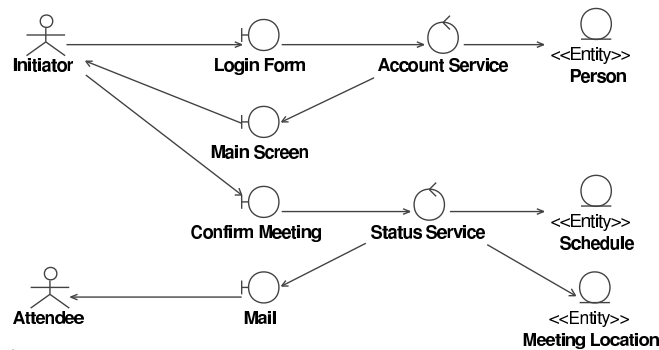 Initiator
Login Form
Account Service
<<Entity>>
Person
Main Screen
Confirm Meeting
Status Service
<<Entity>>
Schedule
Attendee
Mail
<<Entity>>
Meeting Location